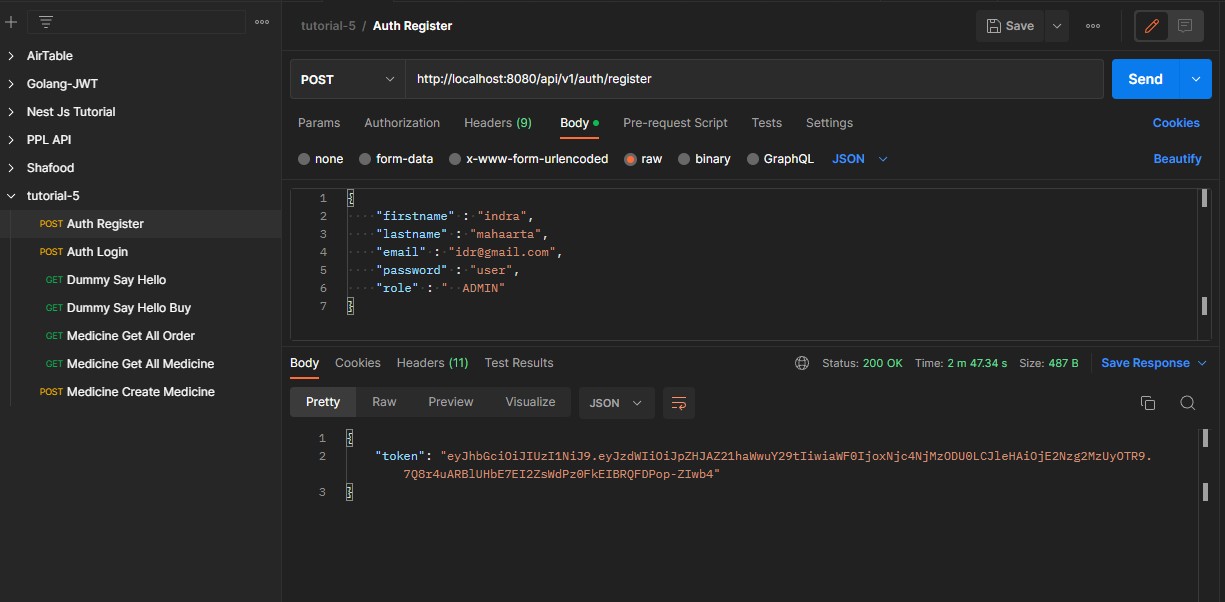 tutorial-5 / Auth Register
Save
AirTable
Golang-JWT
Nest Js Tutorial
PPL API
Shafood
tutorial-5
POST Auth Register
POST Auth Login
GET Dummy Say Hello
GET Dummy Say Hello Buy
GET Medicine Get All Order
GET Medicine Get All Medicine
POST Medicine Create Medicine
POST http://localhost:8080/api/v1/auth/register Send
Params Authorization Headers (9) Body Pre-request Script Tests Settings Cookies
none form-data x-www-form-urlencoded raw binary GraphQL JSON Beautify
1 {
2 "firstname" : "indra",
3 "lastname" : "mahaarta",
4 "email" : "idr@gmail.com",
5 "password" : "user",
6 "role" : "  ADMIN"
7 }
Body Cookies Headers (11) Test Results Status: 200 OK Time: 2 m 47.34 s Size: 487 B Save Response
Pretty Raw Preview Visualize JSON
1 {
2 "token": "eyJhbGciOiJIUzI1NiJ9.eyJzdWIiOiJpZHJAZ21haWwuY29tIiwiaWF0IjoxNjc4NjMzODU0LCJleHAiOjE2Nzg2MzUyOTR9.
7Q8r4uARBlUHbE7EI2ZsWdPz0FkEIBRQFDPop-ZIwb4"
3 }